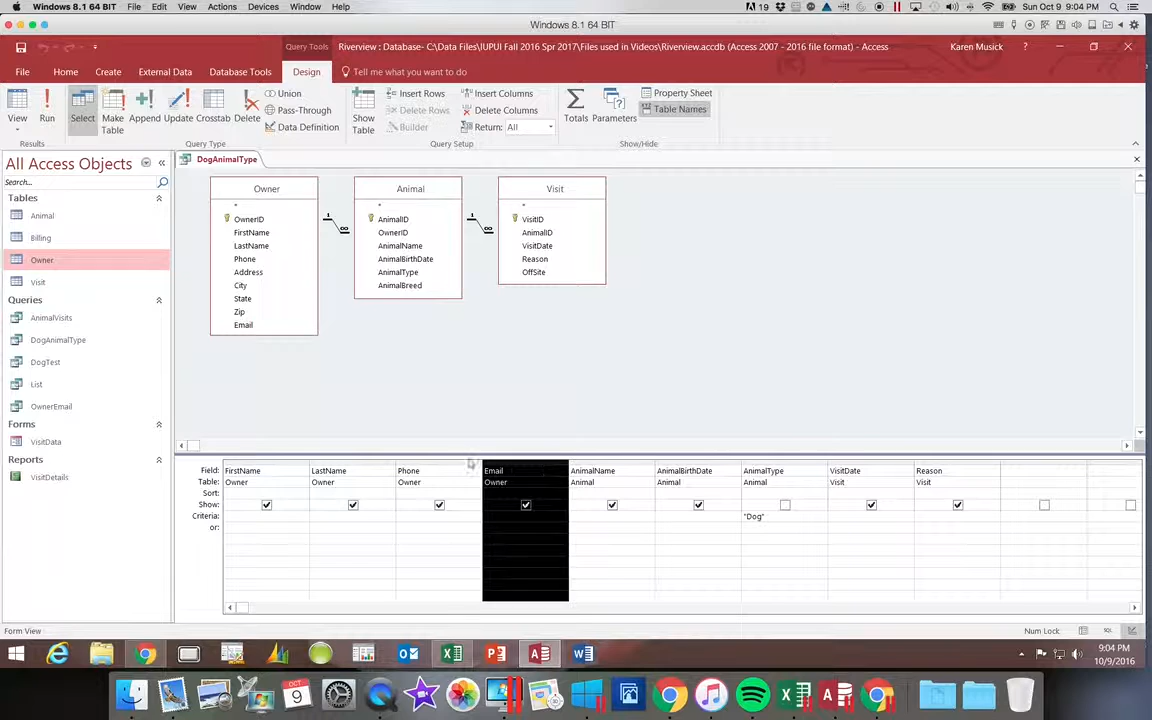 Windows 8.1 64 BIT File Edit View Actions Devices Window Help 19 Sun Oct 9 9:04 PM
Windows 8.1 64 BIT
Query Tools Riverview : Database- C:\Data Files\IUPUI Fall 2016 Spr 2017\Files used in Videos\Riverview.accdb (Access 2007 - 2016 file format) - Access Karen Musick ?
File Home Create External Data Database Tools Design Tell me what you want to do
View Run Select Make Table Append Update Crosstab Delete
Union
Pass-Through
Data Definition
Show Table
Insert Rows
Delete Rows
Builder
Insert Columns
Delete Columns
Return: All
Totals Parameters
Property Sheet
Table Names
Results Query Type Query Setup Show/Hide
All Access Objects
Search...
Tables
Animal
Billing
Owner
Visit
Queries
AnimalVisits
DogAnimalType
DogTest
List
OwnerEmail
Forms
VisitData
Reports
VisitDetails
DogAnimalType
Owner
*
OwnerID
FirstName
LastName
Phone
Address
City
State
Zip
Email
1 ∞
Animal
*
AnimalID
OwnerID
AnimalName
AnimalBirthDate
AnimalType
AnimalBreed
1 ∞
Visit
*
VisitID
AnimalID
VisitDate
Reason
OffSite
Field: FirstName LastName Phone Email AnimalName AnimalBirthDate AnimalType VisitDate Reason
Table: Owner Owner Owner Owner Animal Animal Animal Visit Visit
Sort:
Show:
Criteria: "Dog"
or:
Form View Num Lock SQL
9:04 PM
10/9/2016
OCT
9